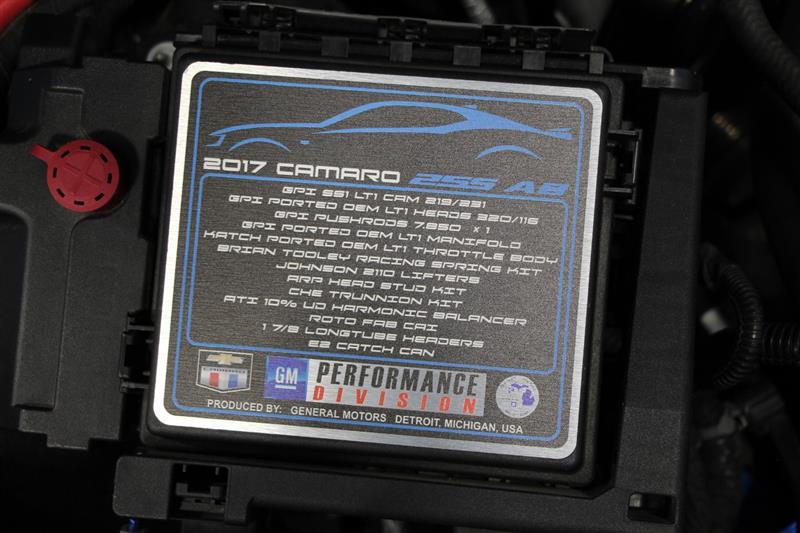 2017 CAMARO 2SS A8
GPI SS1 LT1 CAM 219/231
GPI PORTED OEM LT1 HEADS 320/116
GPI PUSHRODS 7.850 x 1
GPI PORTED OEM LT1 MANIFOLD
KATCH PORTED OEM LT1 THROTTLE BODY
BRIAN TOOLEY RACING SPRING KIT
JOHNSON 2110 LIFTERS
ARP HEAD STUD KIT
CHE TRUNNION KIT
ATI 10% UD HARMONIC BALANCER
ROTO FAB CAI
1 7/8 LONGTUBE HEADERS
E2 CATCH CAN
GM PERFORMANCE
DIVISION
PRODUCED BY: GENERAL MOTORS DETROIT, MICHIGAN, USA